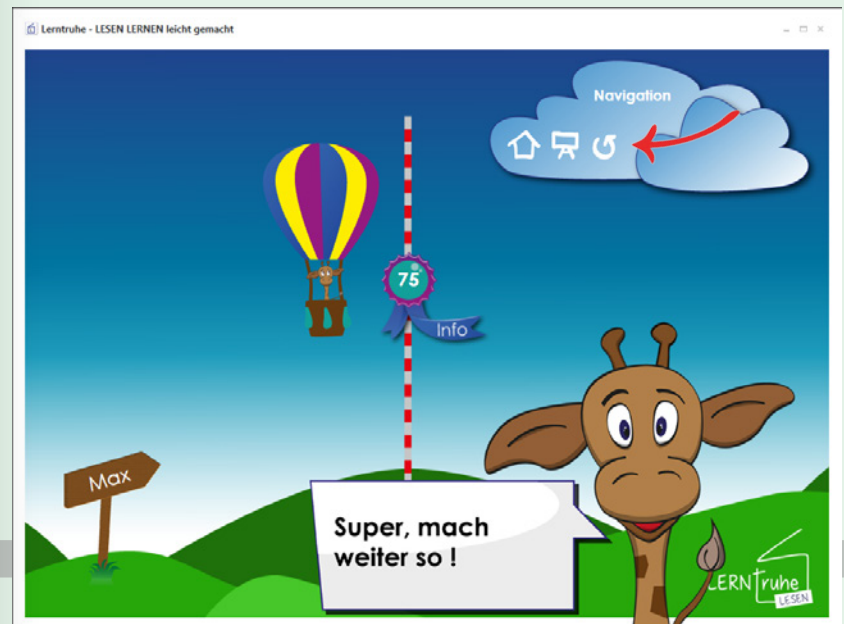 Lerntruhe - LESEN LERNEN leicht gemacht
Navigation
75
Info
Max
Super, mach
weiter so !
LERNTruhe
LESEN